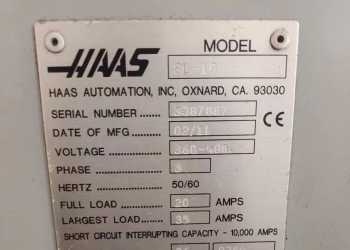 HAAS
MODEL
HAAS AUTOMATION, INC, OXNARD, CA. 93030
SERIAL NUMBER
CE
DATE OF MFG 02/11
VOLTAGE
PHASE 3
HERTZ 50/60
FULL LOAD 20 AMPS
LARGEST LOAD 35 AMPS
SHORT CIRCUIT INTERRUPTING CAPACITY - 10,000 AMPS